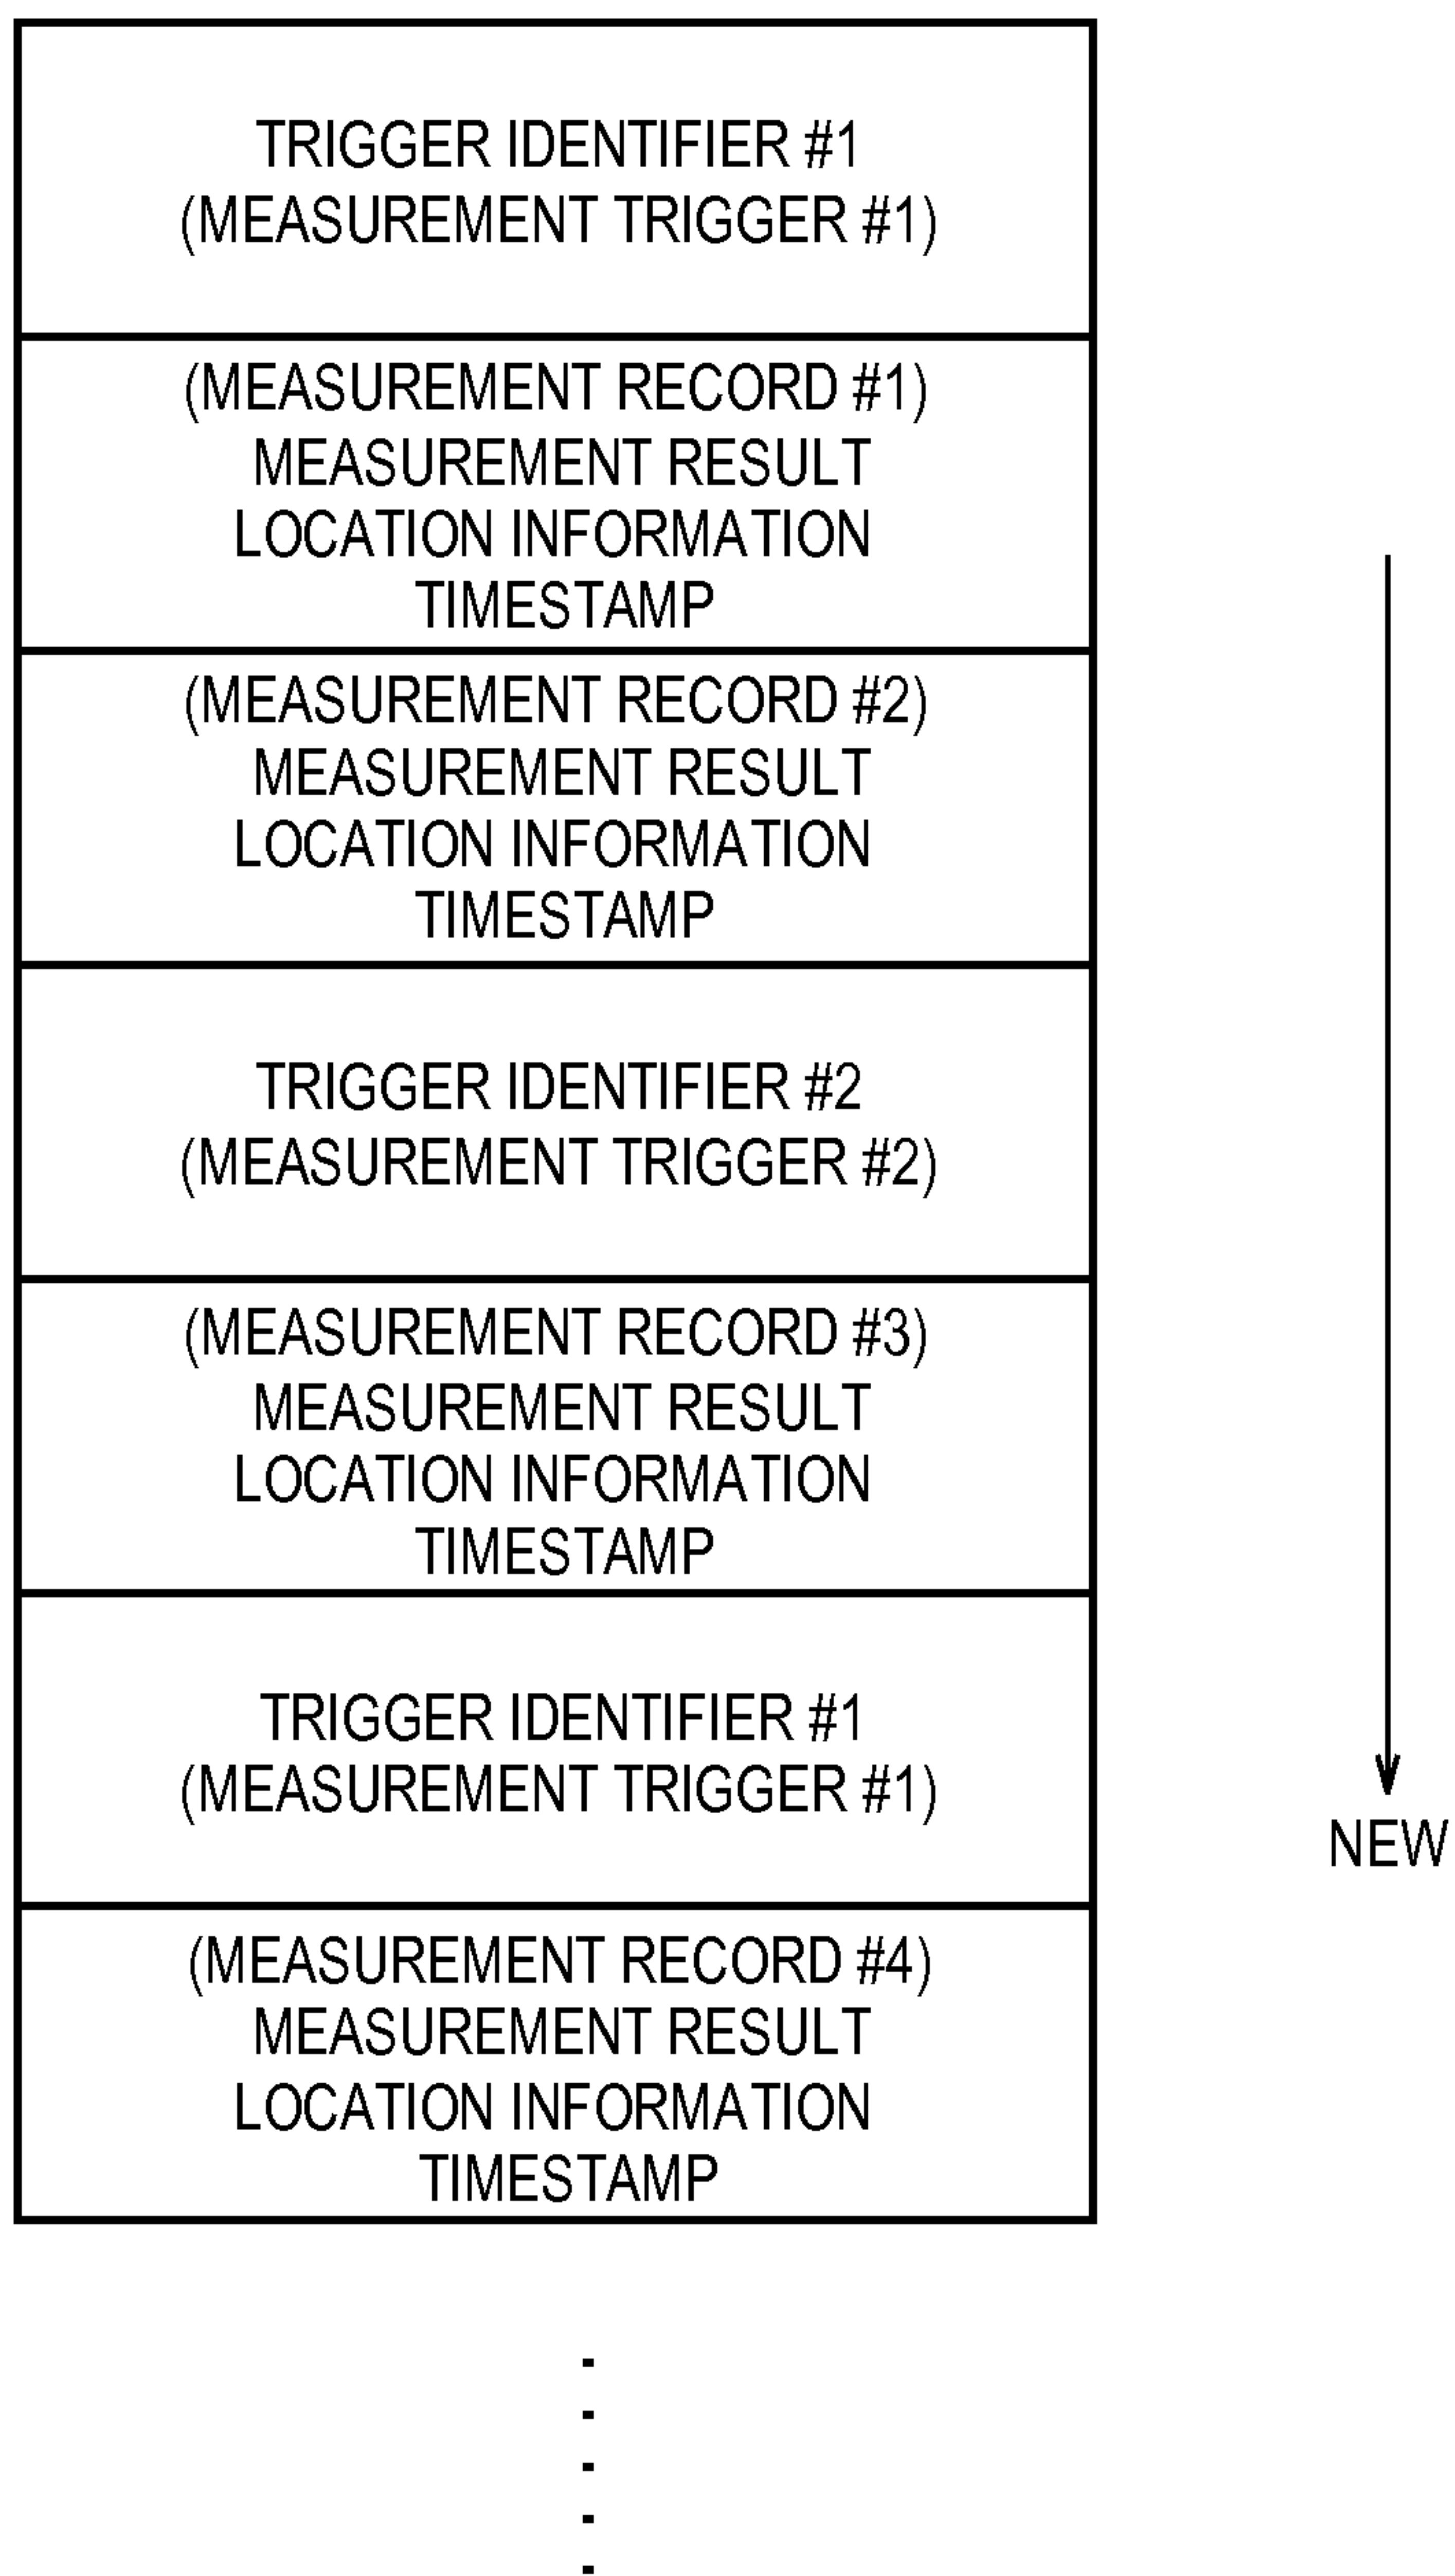 TRIGGER IDENTIFIER #1
(MEASUREMENT TRIGGER #1)
(MEASUREMENT RECORD #1)
MEASUREMENT RESULT
LOCATION INFORMATION
TIMESTAMP
(MEASUREMENT RECORD #2)
MEASUREMENT RESULT
LOCATION INFORMATION
TIMESTAMP
TRIGGER IDENTIFIER #2
(MEASUREMENT TRIGGER #2)
(MEASUREMENT RECORD #3)
MEASUREMENT RESULT
LOCATION INFORMATION
TIMESTAMP
TRIGGER IDENTIFIER #1
(MEASUREMENT TRIGGER #1)
NEW
(MEASUREMENT RECORD #4)
MEASUREMENT RESULT
LOCATION INFORMATION
TIMESTAMP